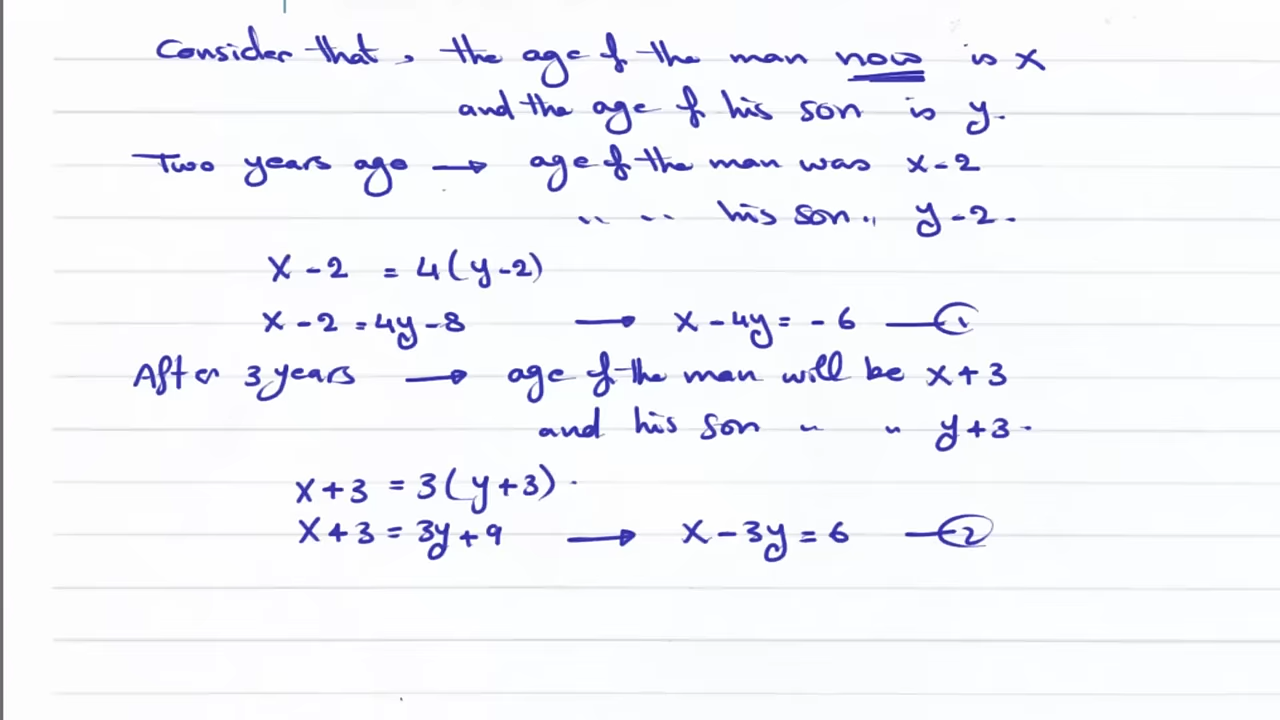 Consider that, the age of the man now is x
and the age of his son is y.
Two years ago → age of the man was x-2
" " his son " y-2.
x-2 = 4(y-2)
x-2 = 4y-8 → x-4y = -6 — 1
After 3 years → age of the man will be x+3
and his son " " y+3.
x+3 = 3(y+3).
x+3 = 3y+9 → x-3y = 6 — 2